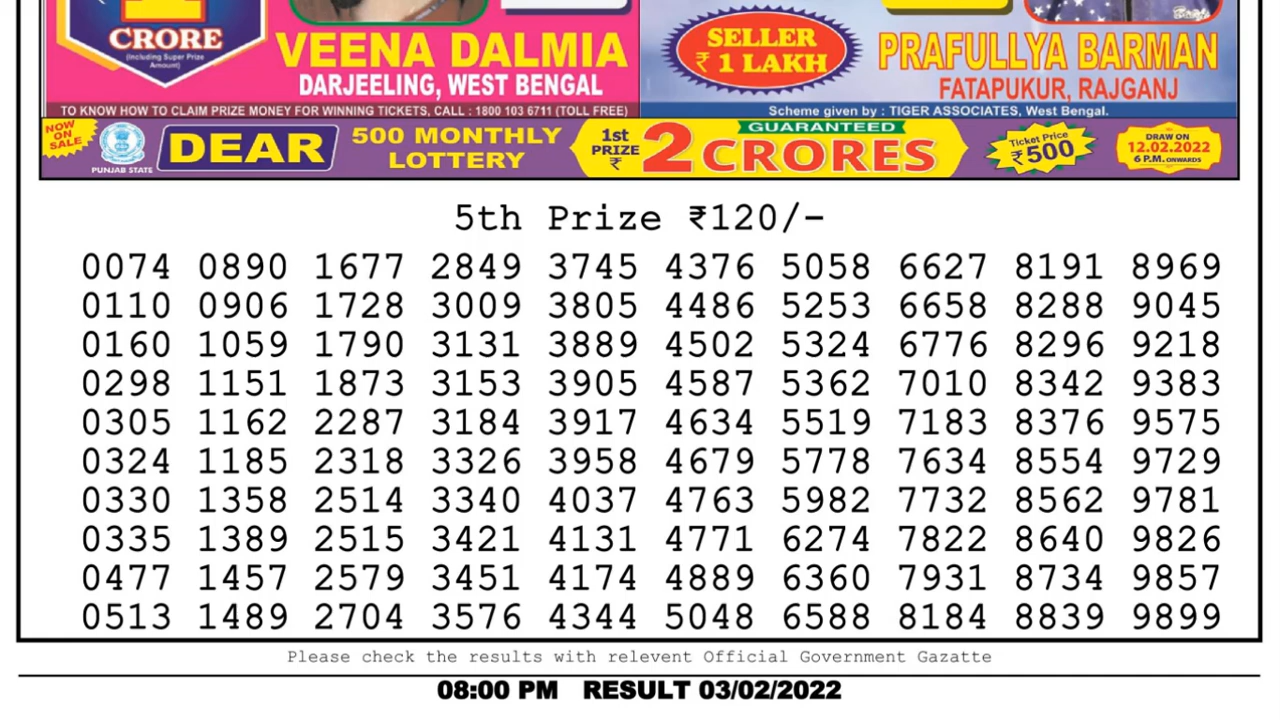 1
CRORE
(Including Super Prize
Amount)
VEENA DALMIA
DARJEELING, WEST BENGAL
SELLER
₹ 1 LAKH
PRAFULLYA BARMAN
FATAPUKUR, RAJGANJ
TO KNOW HOW TO CLAIM PRIZE MONEY FOR WINNING TICKETS, CALL : 1800 103 6711 (TOLL FREE)
Scheme given by : TIGER ASSOCIATES, West Bengal.
NOW
ON
SALE
PUNJAB STATE
DEAR
500 MONTHLY
LOTTERY
1st
PRIZE
₹
2 CRORES
GUARANTEED
Ticket Price
₹500
DRAW ON
12.02.2022
6 P.M. ONWARDS
5th Prize ₹120/-
0074 0890 1677 2849 3745 4376 5058 6627 8191 8969
0110 0906 1728 3009 3805 4486 5253 6658 8288 9045
0160 1059 1790 3131 3889 4502 5324 6776 8296 9218
0298 1151 1873 3153 3905 4587 5362 7010 8342 9383
0305 1162 2287 3184 3917 4634 5519 7183 8376 9575
0324 1185 2318 3326 3958 4679 5778 7634 8554 9729
0330 1358 2514 3340 4037 4763 5982 7732 8562 9781
0335 1389 2515 3421 4131 4771 6274 7822 8640 9826
0477 1457 2579 3451 4174 4889 6360 7931 8734 9857
0513 1489 2704 3576 4344 5048 6588 8184 8839 9899
Please check the results with relevent Official Government Gazatte
08:00 PM RESULT 03/02/2022